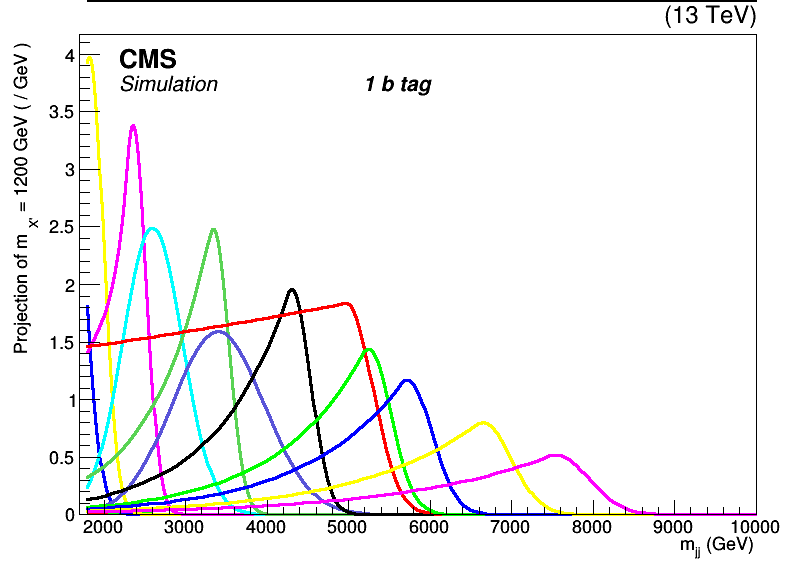 (13 TeV)
CMS
Simulation
1 b tag
Projection of m_X' = 1200 GeV ( / GeV )
4
3.5
3
2.5
2
1.5
1
0.5
0
2000 3000 4000 5000 6000 7000 8000 9000 10000
m_jj (GeV)